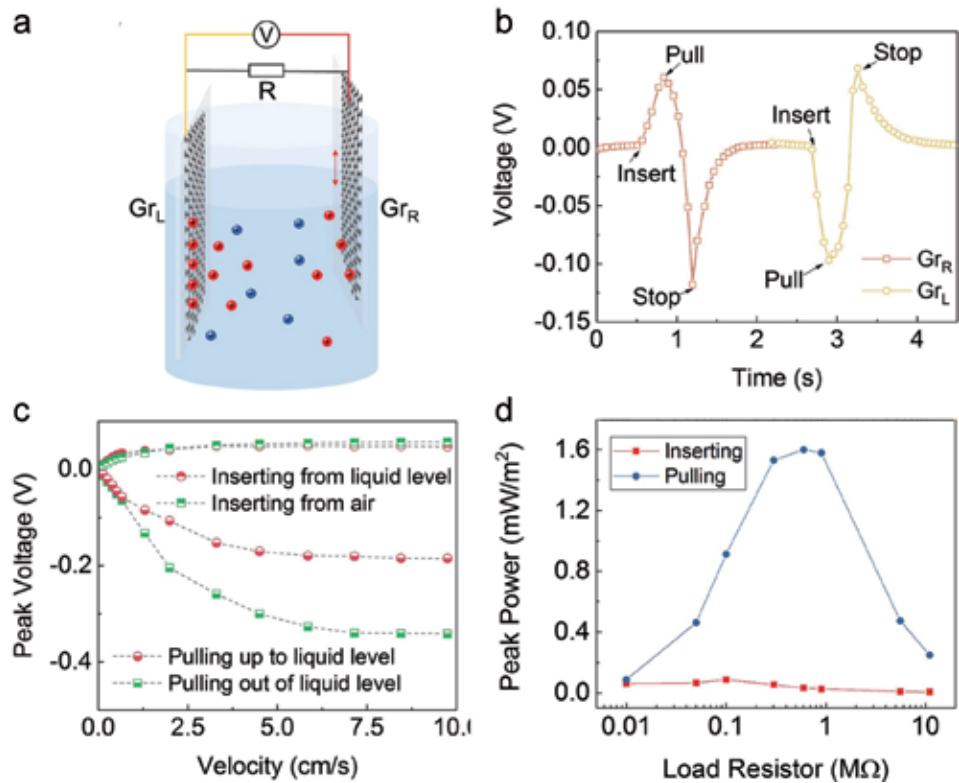 a
V
R
Gr_L
Gr_R
b
Voltage (V)
0.05
0.00
-0.05
-0.10
-0.15
Pull
Insert
Stop
Insert
Pull
Stop
Gr_R
Gr_L
0
1
2
3
4
Time (s)
c
Peak Voltage (V)
0.0
-0.2
-0.4
Inserting from liquid level
Inserting from air
Pulling up to liquid level
Pulling out of liquid level
0.0
2.5
5.0
7.5
10.0
Velocity (cm/s)
d
Peak Power (mW/m²)
1.6
1.2
0.8
0.4
0.0
Inserting
Pulling
0.01
0.1
1
10
Load Resistor (MΩ)